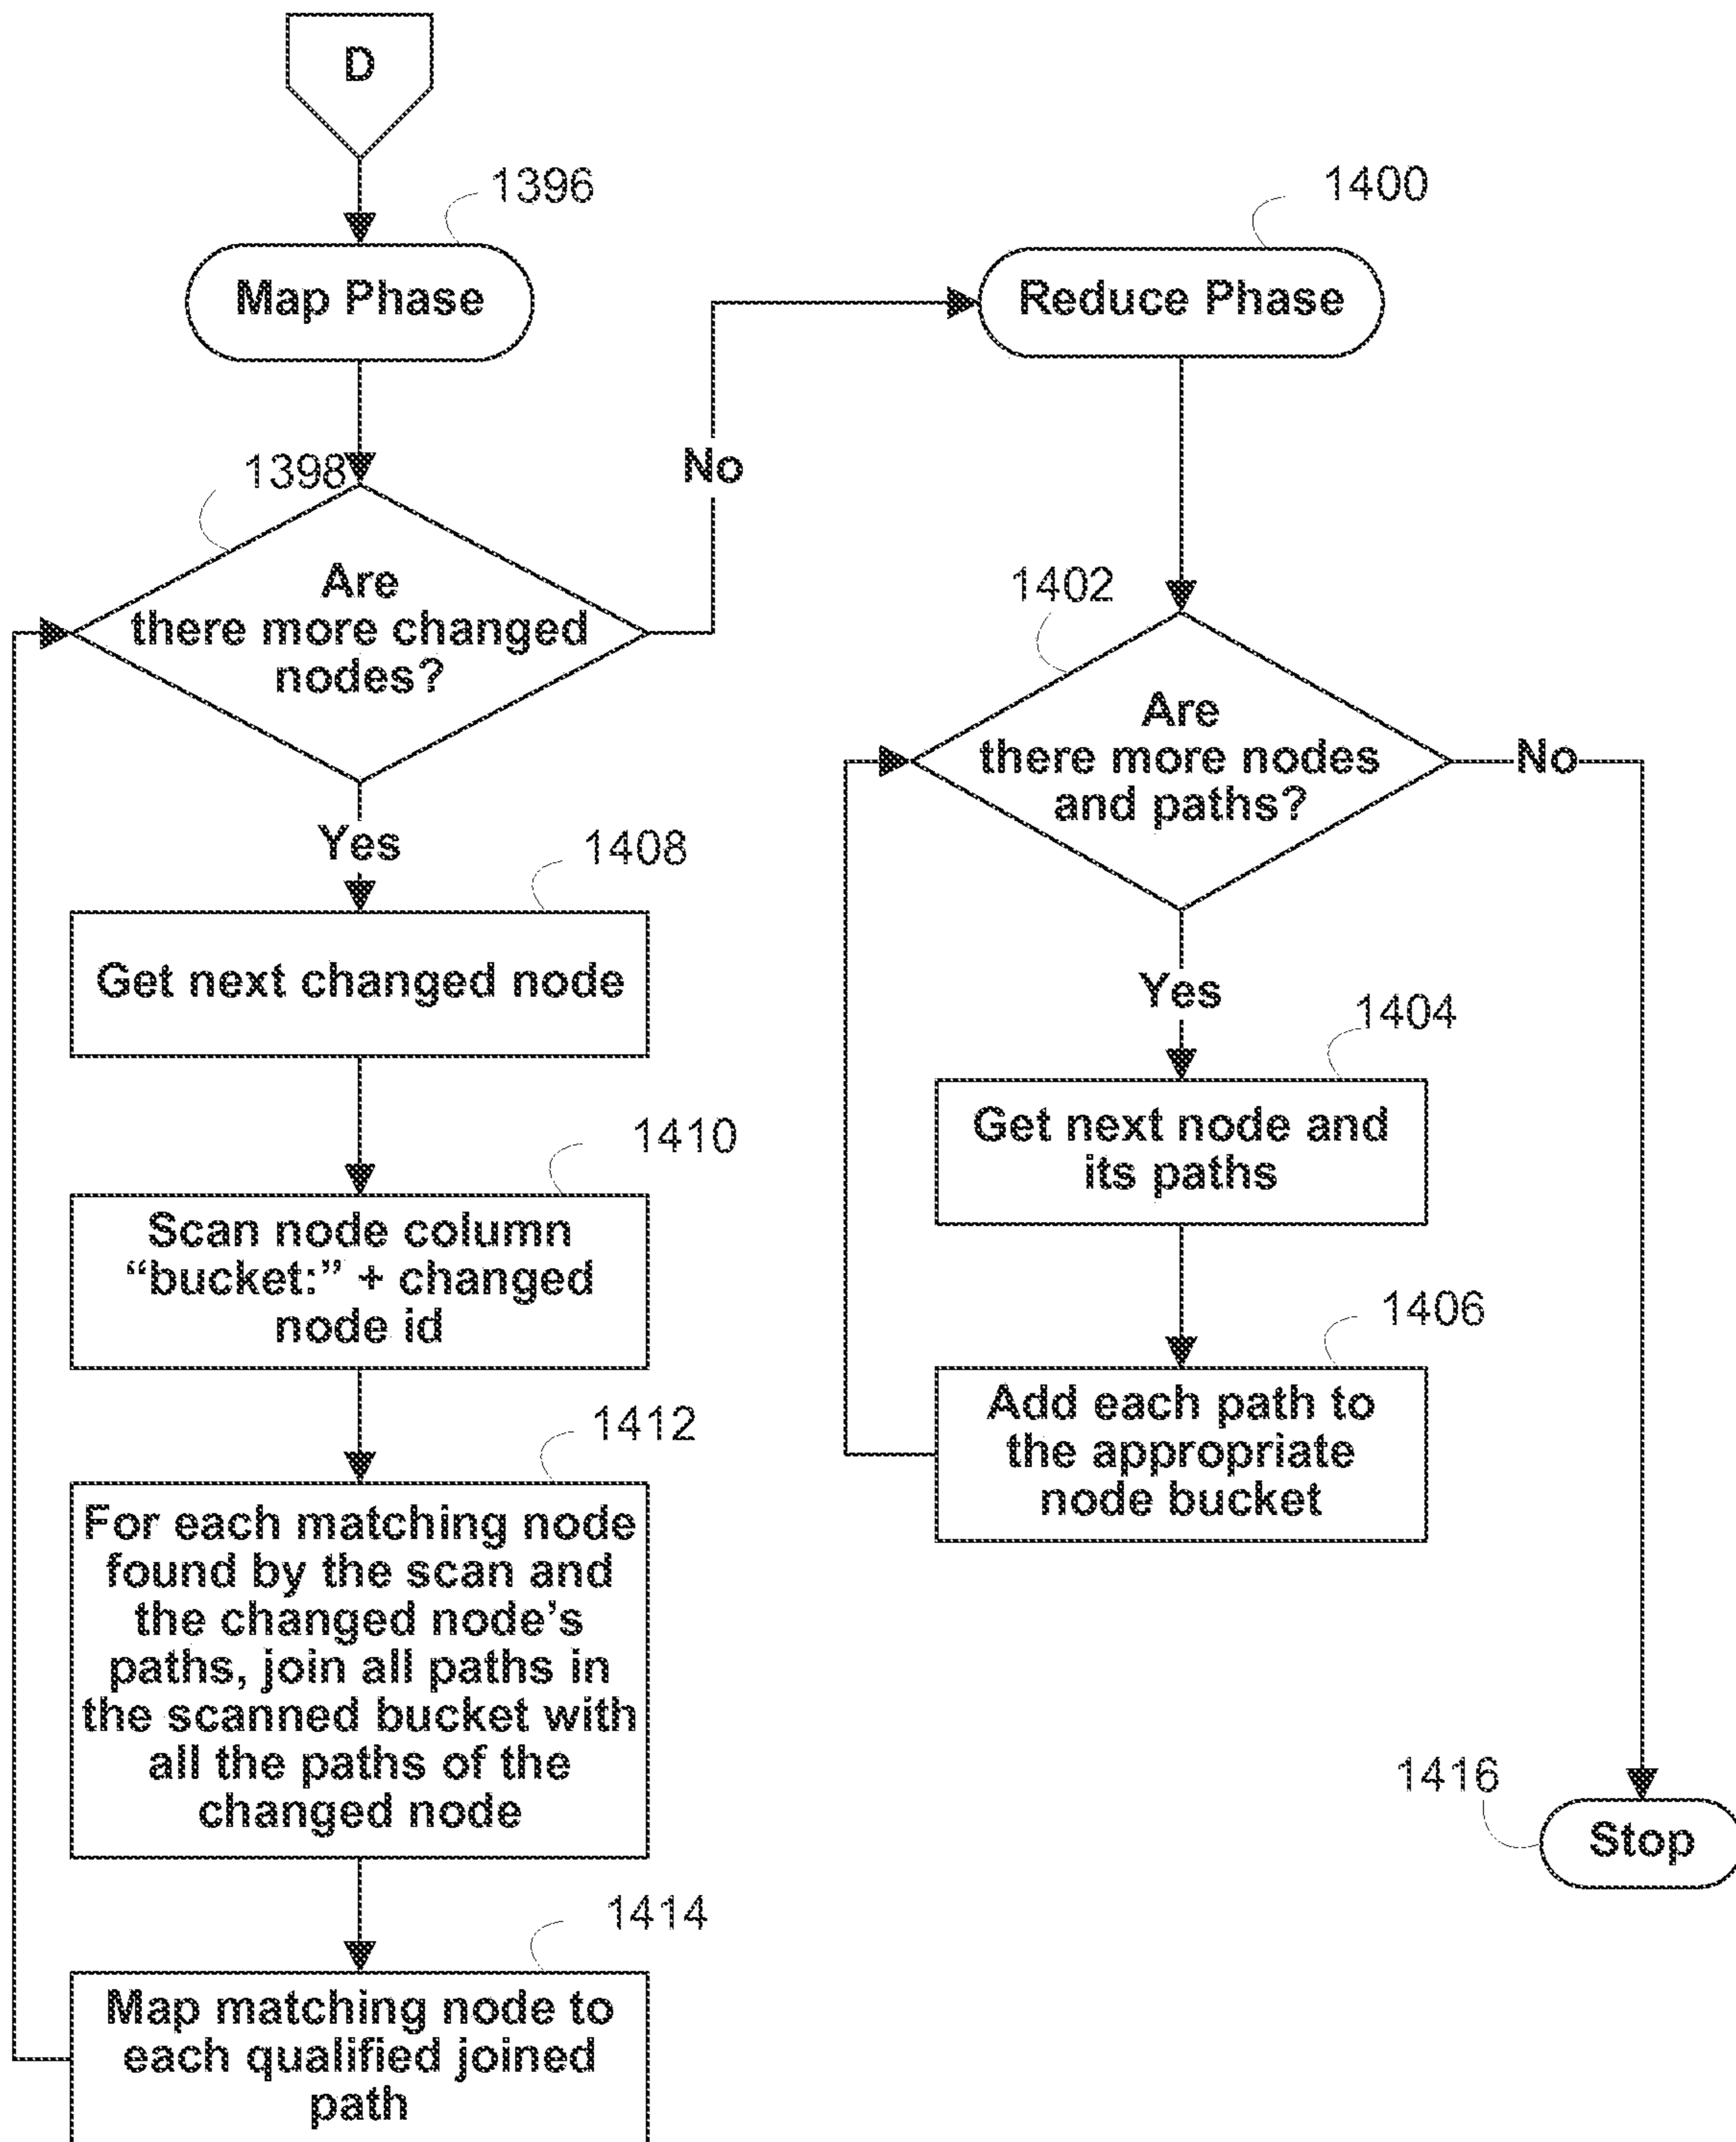 D
1396
Map Phase
1398
Are
there more changed
nodes?
No
Yes
1408
Get next changed node
1410
Scan node column
“bucket:” + changed
node id
1412
For each matching node
found by the scan and
the changed node’s
paths, join all paths in
the scanned bucket with
all the paths of the
changed node
1414
Map matching node to
each qualified joined
path
1400
Reduce Phase
1402
Are
there more nodes
and paths?
No
Yes
1404
Get next node and
its paths
1406
Add each path to
the appropriate
node bucket
1416
Stop